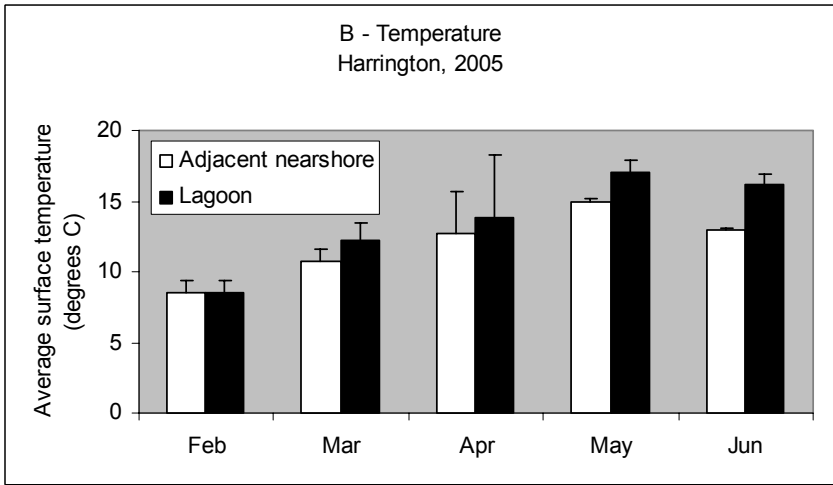 B - Temperature
Harrington, 2005
Average surface temperature
(degrees C)
20
15
10
5
0
Adjacent nearshore
Lagoon
Feb
Mar
Apr
May
Jun